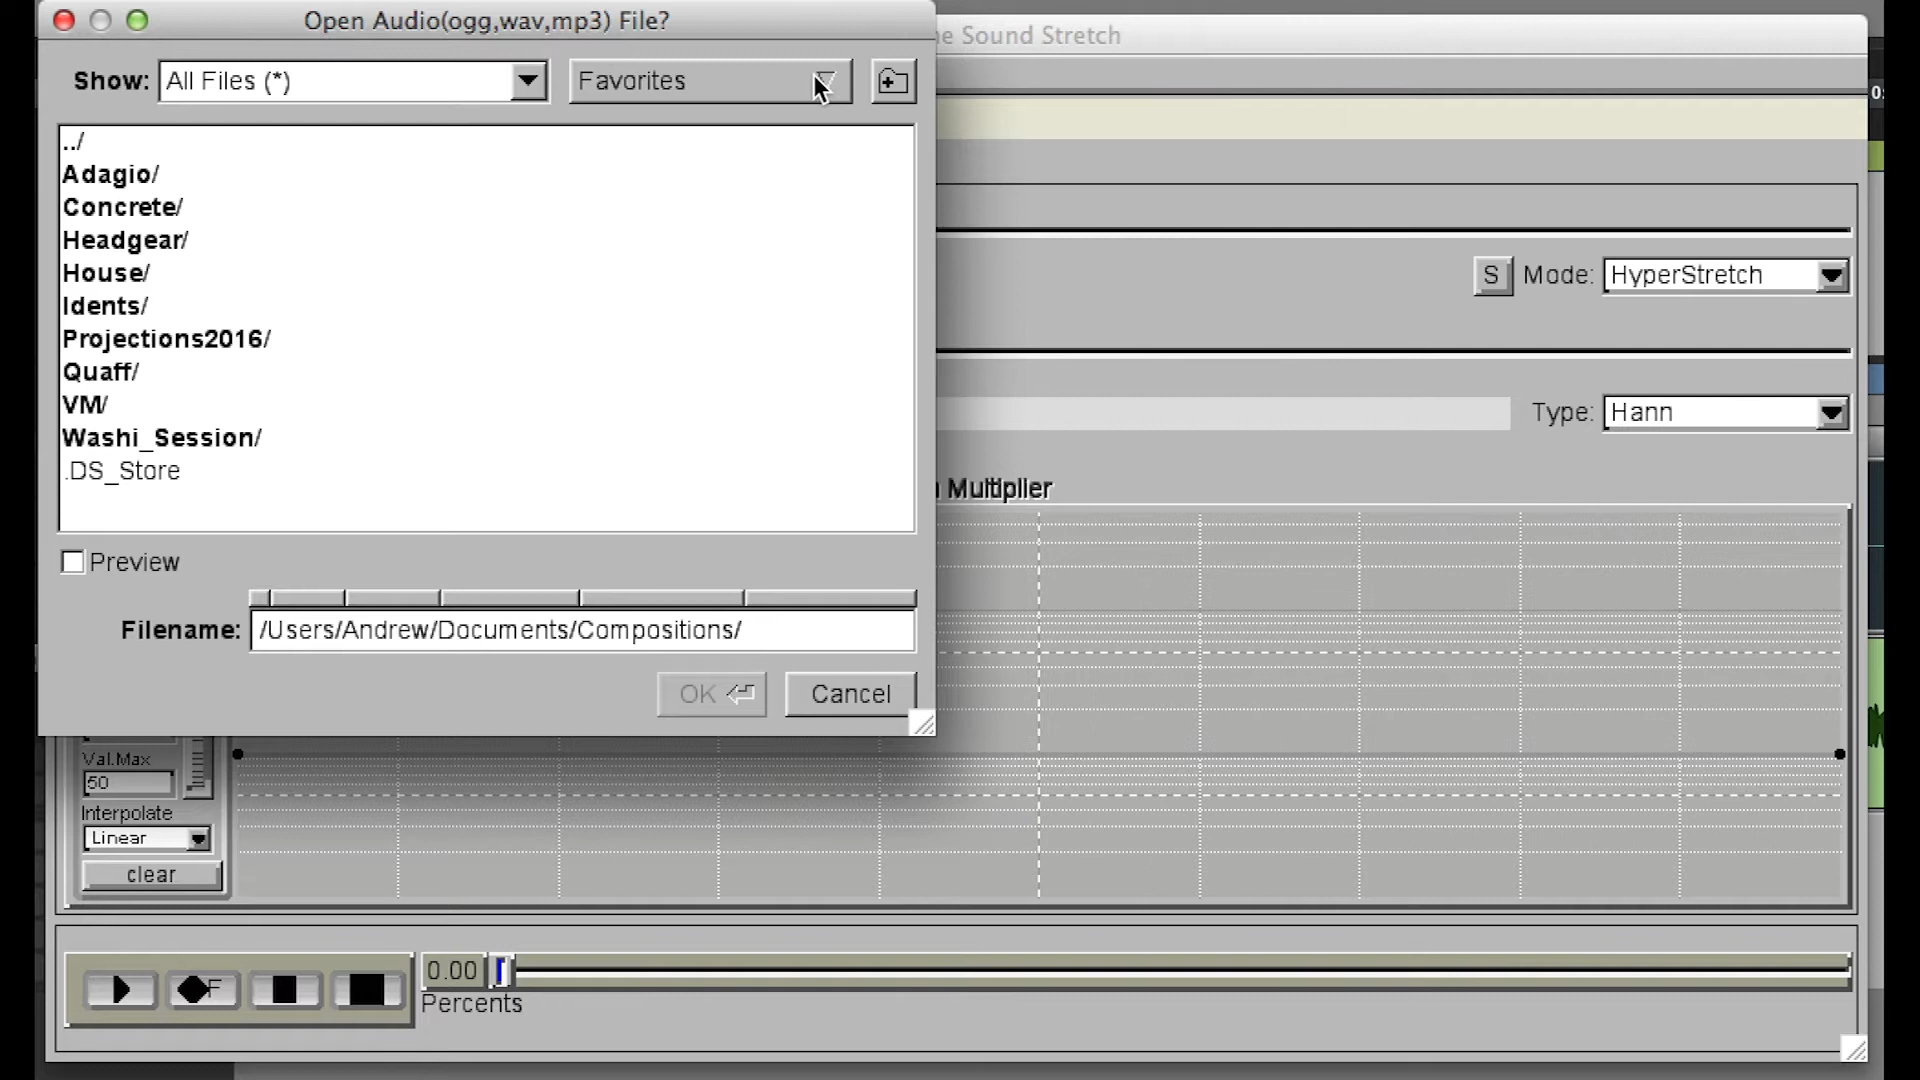 Open Audio(ogg,wav,mp3) File?
Sound Stretch
Show: All Files (*) Favorites
../
Adagio/
Concrete/
Headgear/
House/
Idents/
Projections2016/
Quaff/
VM/
Washi_Session/
.DS_Store
Preview
Filename: /Users/Andrew/Documents/Compositions/
OK Cancel
S Mode: HyperStretch
Type: Hann
Multiplier
Val.Max
50
Interpolate
Linear
clear
F
0.00
Percents